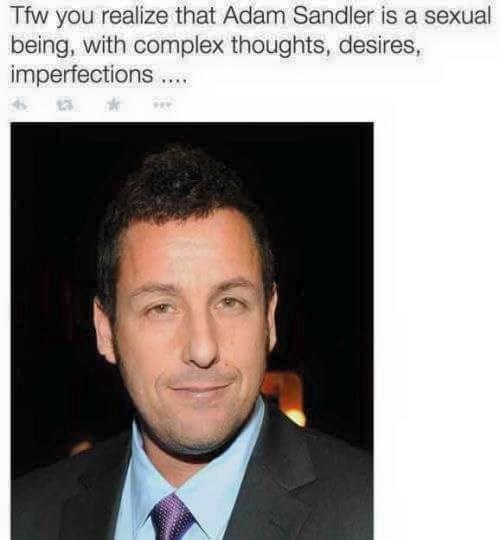 Tfw you realize that Adam Sandler is a sexual
being, with complex thoughts, desires,
imperfections ....